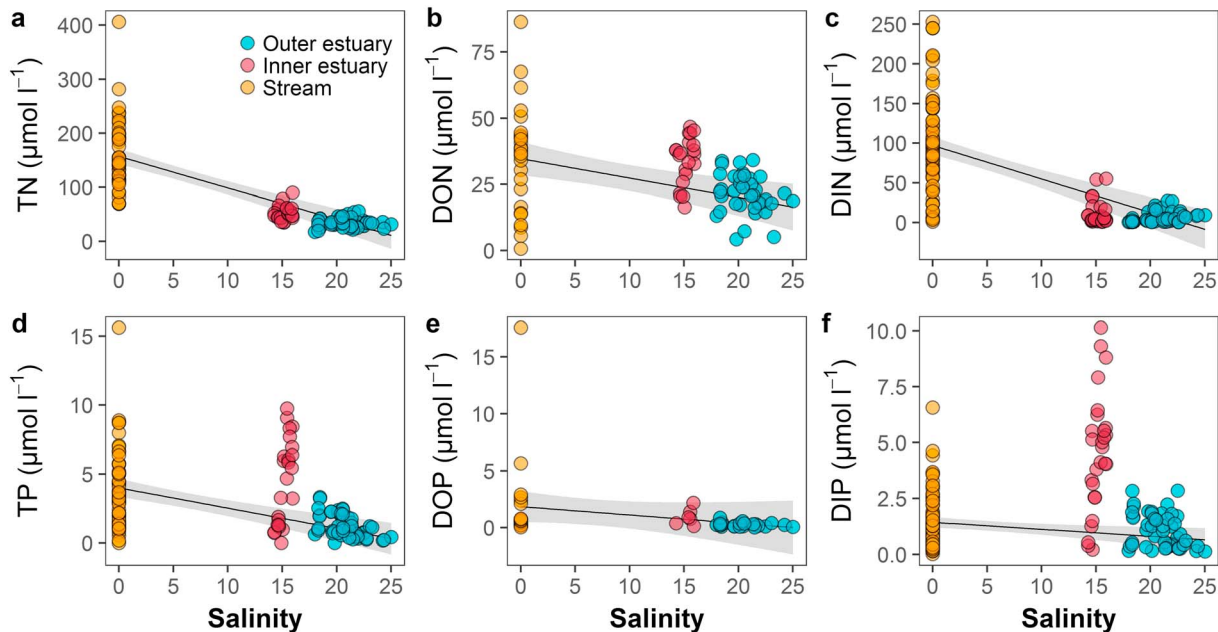 a
b
c
TN (μmol l⁻¹)
400
300
200
100
0
Outer estuary
Inner estuary
Stream
0 5 10 15 20 25
DON (μmol l⁻¹)
75
50
25
0
0 5 10 15 20 25
DIN (μmol l⁻¹)
250
200
150
100
50
0
0 5 10 15 20 25
d
e
f
TP (μmol l⁻¹)
15
10
5
0
0 5 10 15 20 25
Salinity
DOP (μmol l⁻¹)
15
10
5
0
0 5 10 15 20 25
Salinity
DIP (μmol l⁻¹)
10.0
7.5
5.0
2.5
0.0
0 5 10 15 20 25
Salinity